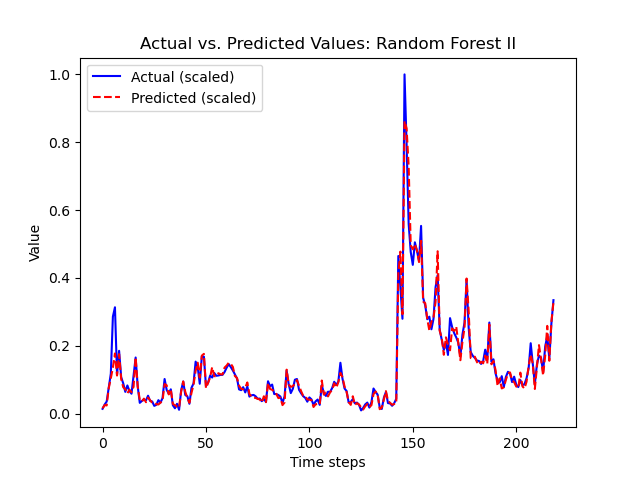 Actual vs. Predicted Values: Random Forest II
Actual (scaled)
Predicted (scaled)
1.0
0.8
0.6
0.4
0.2
0.0
Value
0 50 100 150 200
Time steps